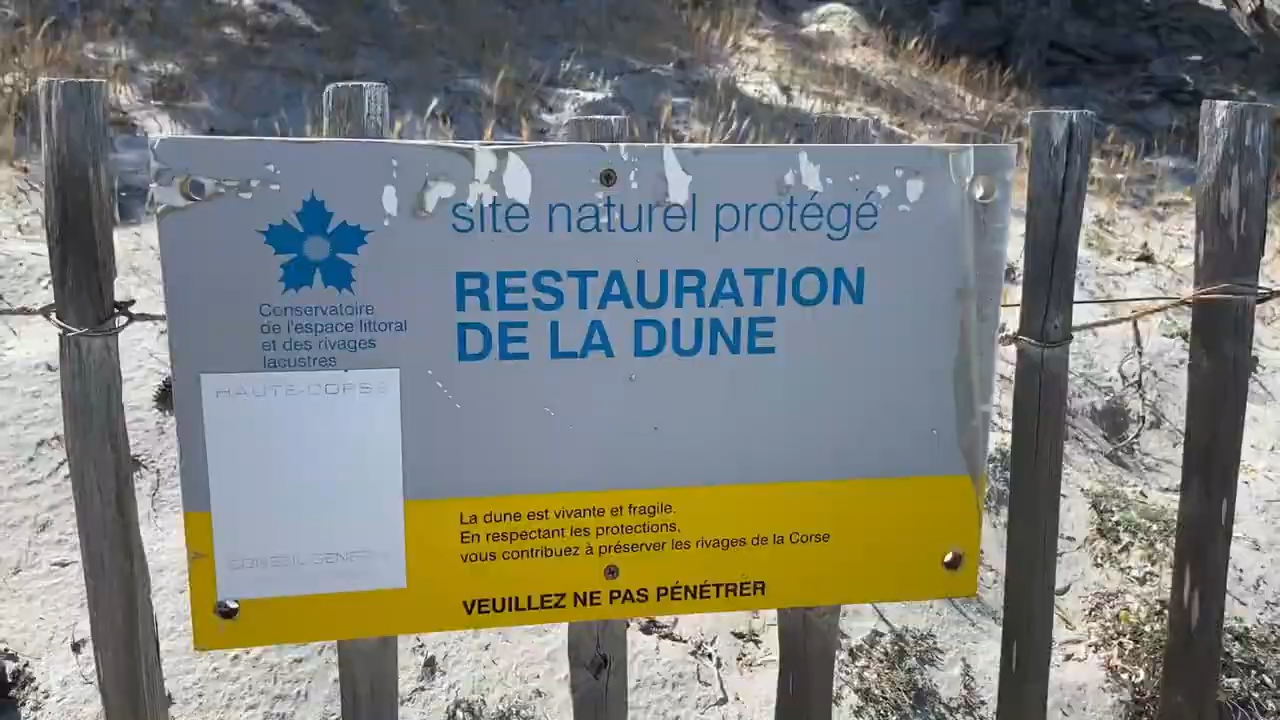 site naturel protégé
RESTAURATION
DE LA DUNE
Conservatoire
de l'espace littoral
et des rivages
lacustres
HAUTE-CORSE
CONSEIL GENERAL
La dune est vivante et fragile.
En respectant les protections,
vous contribuez à préserver les rivages de la Corse
VEUILLEZ NE PAS PÉNÉTRER